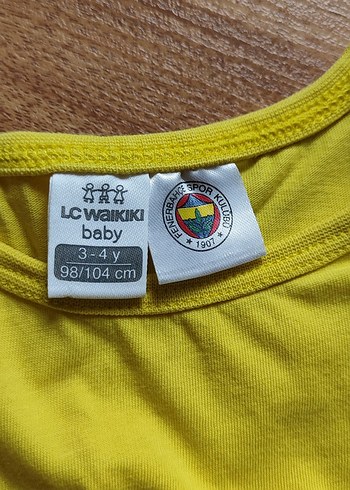 LC WAIKIKI
baby
3-4 y
98/104 cm
FENERBAHÇE SPOR KULÜBÜ
★ 1907 ★